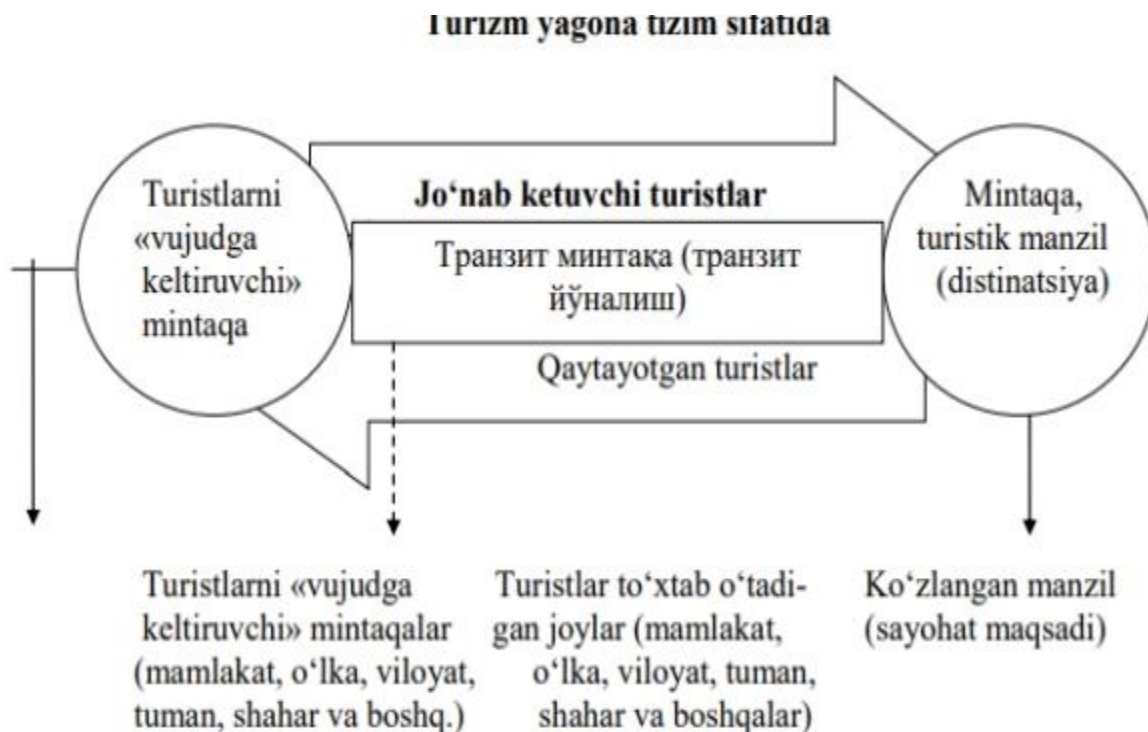 Turizm yagona tizim sifatida
Turistlarni
«vujudga
keltiruvchi»
mintaqa
Jo‘nab ketuvchi turistlar
Транзит минтақа (транзит
йўналиш)
Qaytayotgan turistlar
Mintaqa,
turistik manzil
(distinatsiya)
Turistlarni «vujudga
keltiruvchi» mintaqalar
(mamlakat, o‘lka, viloyat,
tuman, shahar va boshq.)
Turistlar to‘xtab o‘tadi-
gan joylar (mamlakat,
o‘lka, viloyat, tuman,
shahar va boshqalar)
Ko‘zlangan manzil
(sayohat maqsadi)